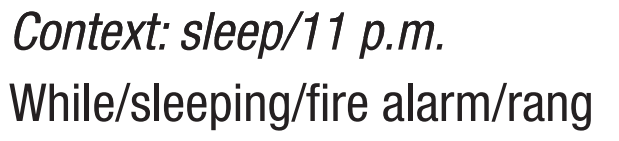 Context: sleep/11 p.m.
While/sleeping/fire alarm/rang